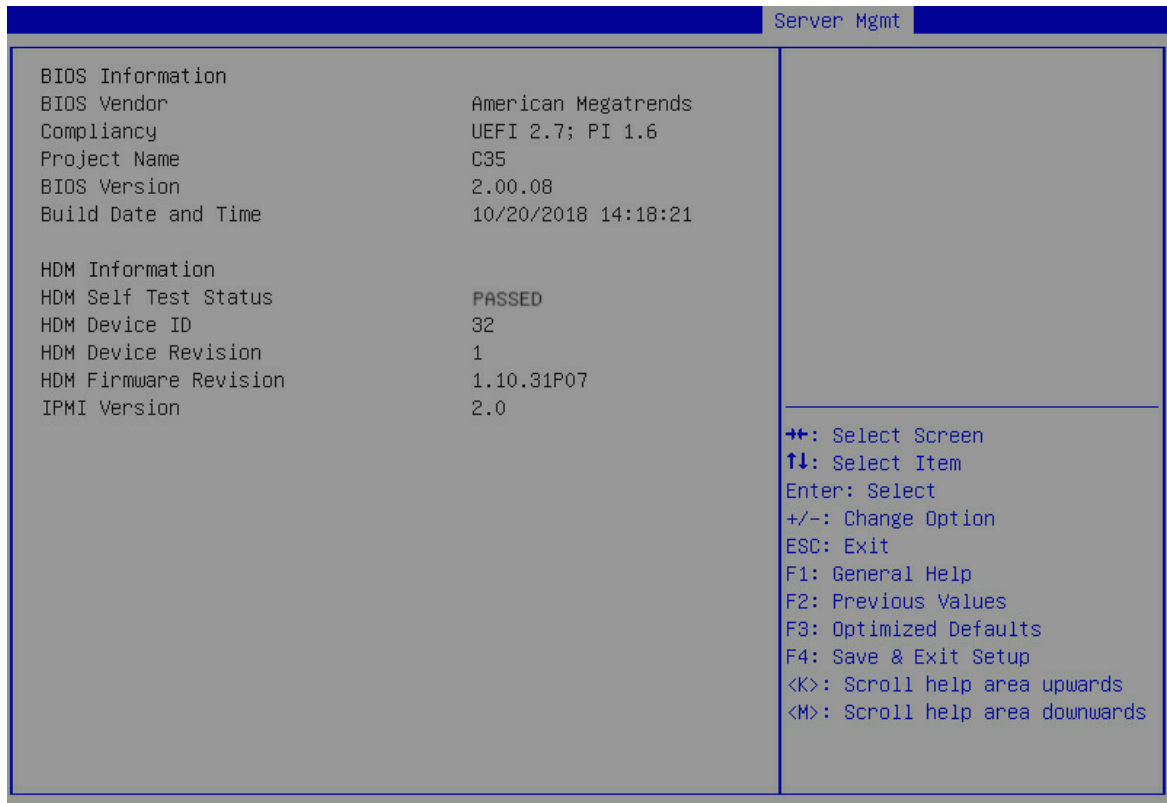 Server Mgmt
BIOS Information
BIOS Vendor American Megatrends
Compliancy UEFI 2.7; PI 1.6
Project Name C35
BIOS Version 2.00.08
Build Date and Time 10/20/2018 14:18:21
HDM Information
HDM Self Test Status PASSED
HDM Device ID 32
HDM Device Revision 1
HDM Firmware Revision 1.10.31P07
IPMI Version 2.0
→←: Select Screen
↑↓: Select Item
Enter: Select
+/-: Change Option
ESC: Exit
F1: General Help
F2: Previous Values
F3: Optimized Defaults
F4: Save & Exit Setup
<K>: Scroll help area upwards
<M>: Scroll help area downwards